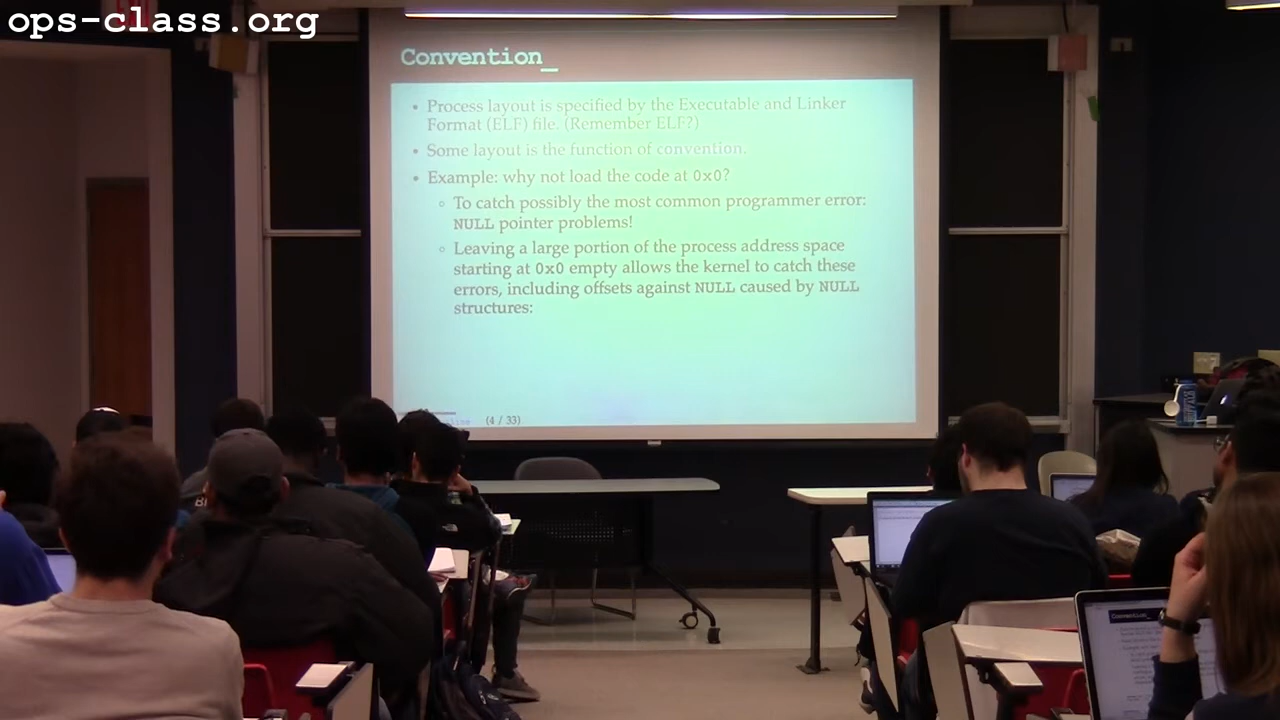 ops-class.org
Convention_
• Process layout is specified by the Executable and Linker
Format (ELF) file. (Remember ELF?)
• Some layout is the function of convention.
• Example: why not load the code at 0x0?
◦ To catch possibly the most common programmer error:
NULL pointer problems!
◦ Leaving a large portion of the process address space
starting at 0x0 empty allows the kernel to catch these
errors, including offsets against NULL caused by NULL
structures:
(4 / 33)
Convention_